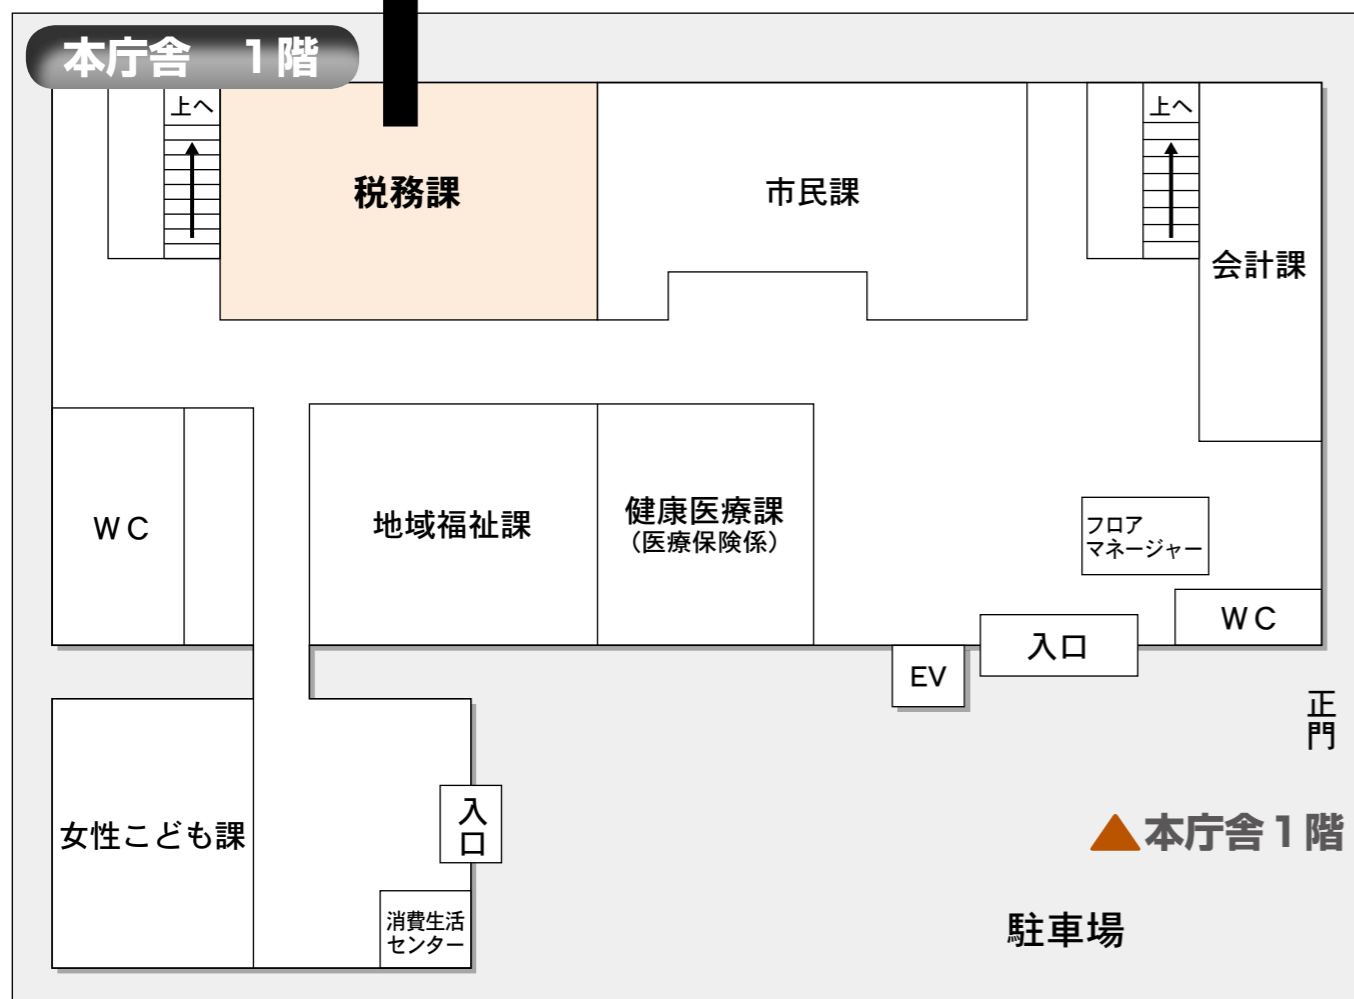 本庁舎　1階
上へ
税務課
市民課
上へ
会計課
WC
地域福祉課
健康医療課
（医療保険係）
フロア
マネージャー
WC
入口
EV
正門
女性こども課
入口
本庁舎1階
消費生活
センター
駐車場